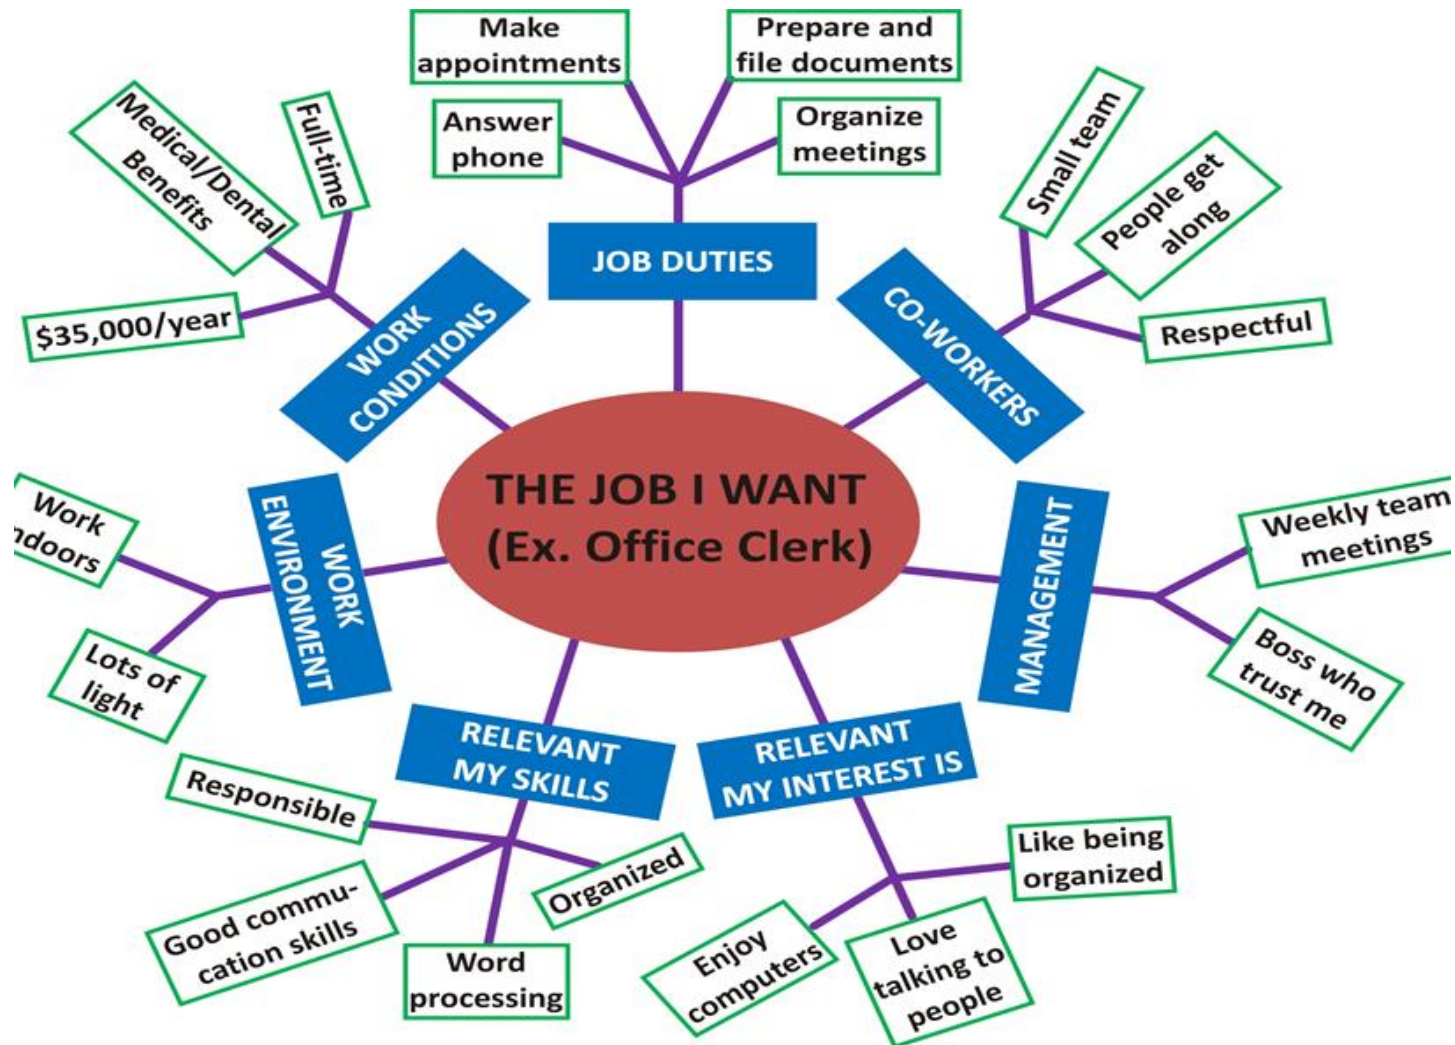 Make
appointments
Prepare and
file documents
Answer
phone
Organize
meetings
JOB DUTIES
Medical/Dental
Benefits
Full-time
$35,000/year
WORK
CONDITIONS
Small team
People get
along
Respectful
CO-WORKERS
THE JOB I WANT
(Ex. Office Clerk)
Work
ndoors
Lots of
light
WORK
ENVIRONMENT
MANAGEMENT
Weekly team
meetings
Boss who
trust me
RELEVANT
MY SKILLS
Responsible
Good commu-
cation skills
Word
processing
Organized
RELEVANT
MY INTEREST IS
Like being
organized
Enjoy
computers
Love
talking to
people